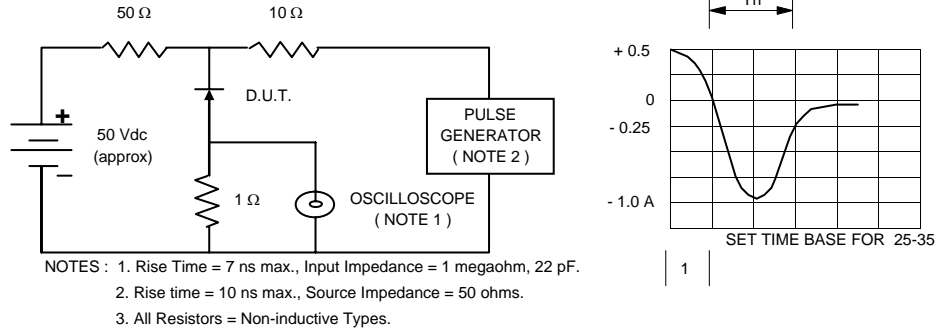 50 Ω
10 Ω
D.U.T.
+
50 Vdc
(approx)
−
1 Ω
OSCILLOSCOPE
( NOTE 1 )
PULSE
GENERATOR
( NOTE 2 )
NOTES : 1. Rise Time = 7 ns max., Input Impedance = 1 megaohm, 22 pF.
2. Rise time = 10 ns max., Source Impedance = 50 ohms.
3. All Resistors = Non-inductive Types.
+ 0.5
0
- 0.25
- 1.0 A
SET TIME BASE FOR 25-35
1